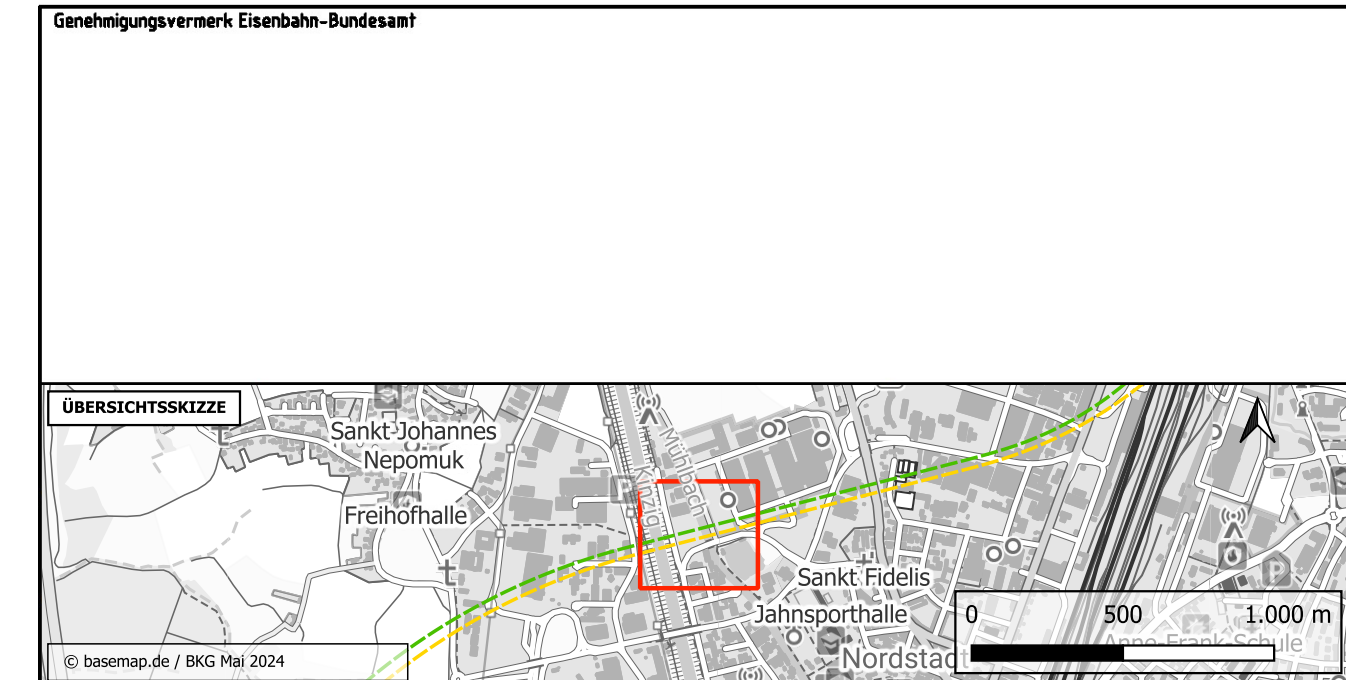 Genehmigungsvermerk Eisenbahn-Bundesamt
ÜBERSICHTSSKIZZE
Sankt Johannes
Nepomuk
Freihofhalle
Mühlbach
Kinzig
P
Sankt Fidelis
Jahnsporthalle
Nordstadt
P
0 500 1.000 m
Anne-Frank-Schule
© basemap.de / BKG Mai 2024